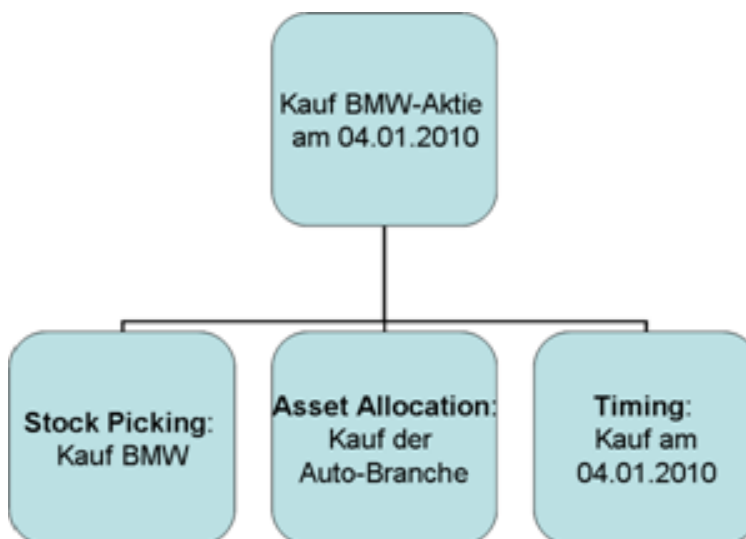 Kauf BMW-Aktie
am 04.01.2010
Stock Picking:
Kauf BMW
Asset Allocation:
Kauf der
Auto-Branche
Timing:
Kauf am
04.01.2010